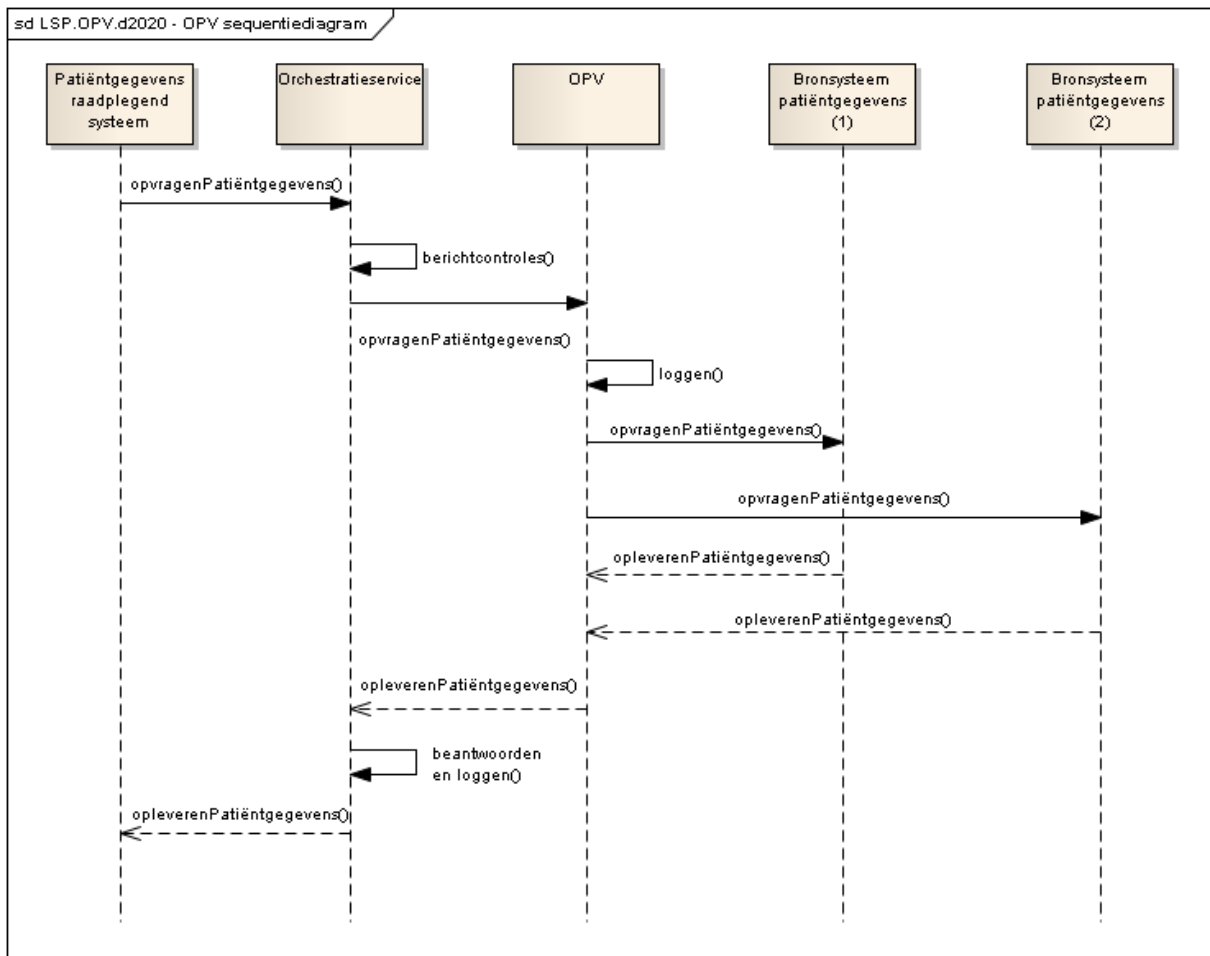 sd LSP.OPV.d2020 - OPV sequentiediagram
Patiëntgegevens
raadplegend
systeem
Orchestratieservice
OPV
Bronsysteem
patiëntgegevens
(1)
Bronsysteem
patiëntgegevens
(2)
opvragenPatiëntgegevens()
berichtcontroles()
opvragenPatiëntgegevens()
loggen()
opvragenPatiëntgegevens()
opvragenPatiëntgegevens()
opleverenPatiëntgegevens()
opleverenPatiëntgegevens()
opleverenPatiëntgegevens()
beantwoorden
en loggen()
opleverenPatiëntgegevens()